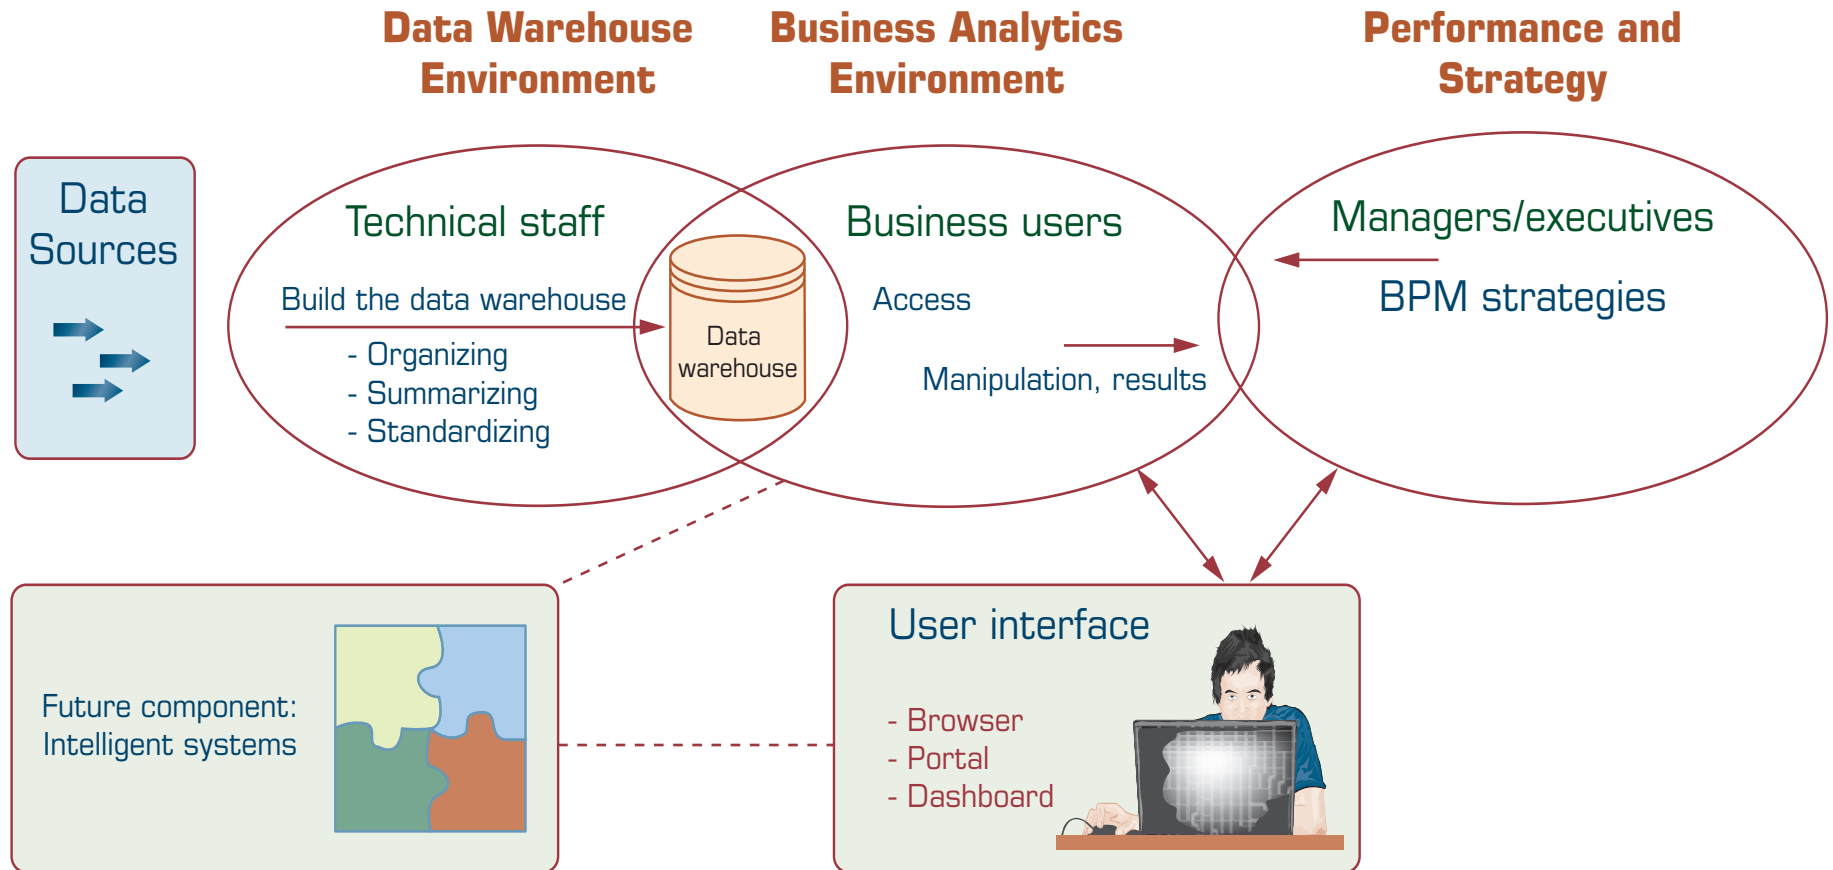 Data Warehouse
Environment
Business Analytics
Environment
Performance and
Strategy
Data
Sources
Technical staff
Build the data warehouse
- Organizing
- Summarizing
- Standardizing
Data
warehouse
Business users
Access
Manipulation, results
Managers/executives
BPM strategies
Future component:
Intelligent systems
User interface
- Browser
- Portal
- Dashboard